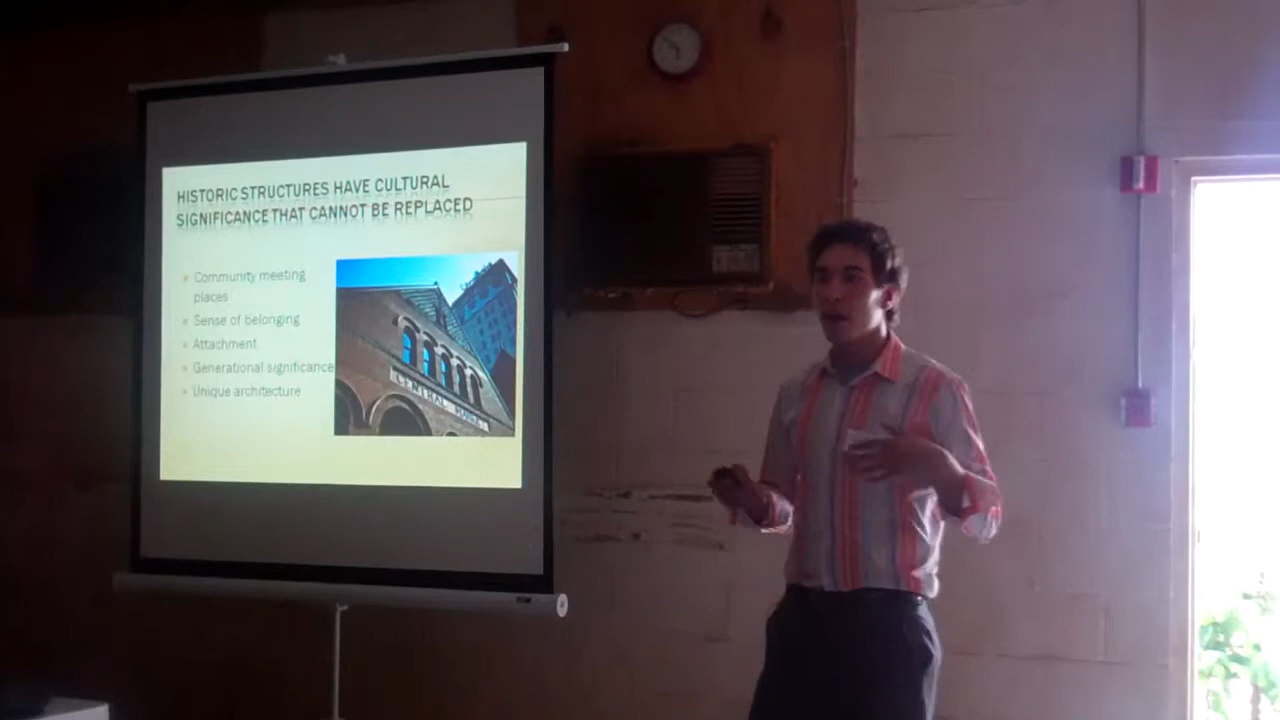 HISTORIC STRUCTURES HAVE CULTURAL
SIGNIFICANCE THAT CANNOT BE REPLACED
Community meeting
places
Sense of belonging
Attachment
Generational significance
Unique architecture
CENTRAL MARKET